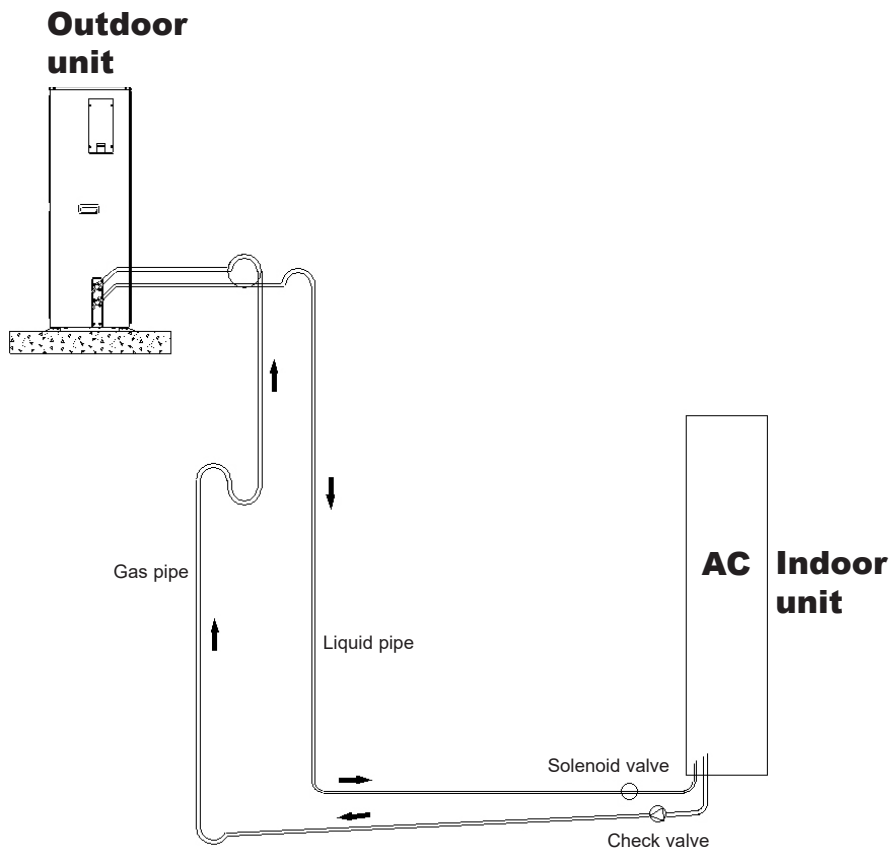 Outdoor
unit
Gas pipe
Liquid pipe
AC
Indoor
unit
Solenoid valve
Check valve